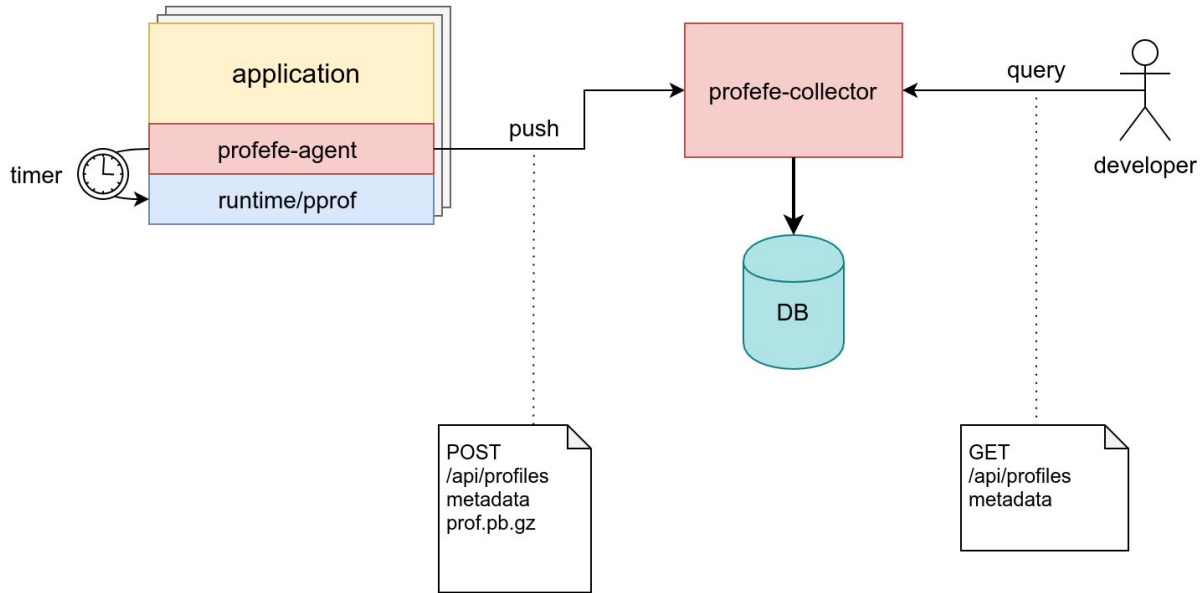 application
profefe-agent
runtime/pprof
timer
push
profefe-collector
query
developer
DB
POST
/api/profiles
metadata
prof.pb.gz
GET
/api/profiles
metadata